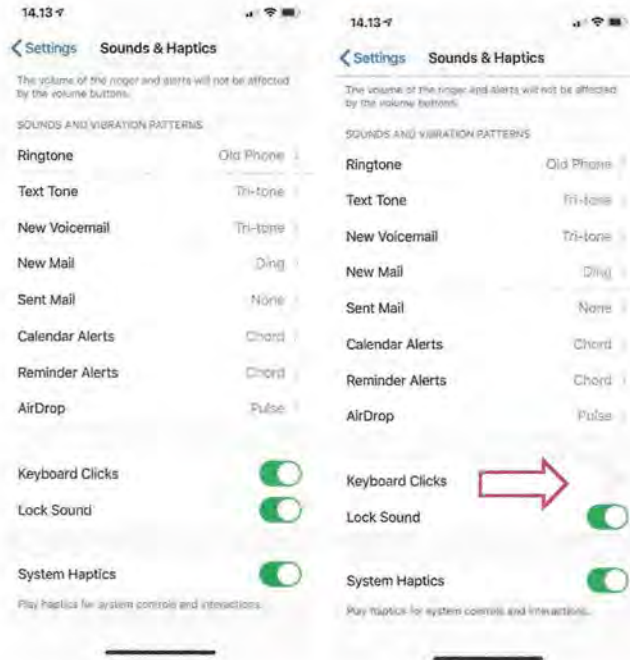 14.13
Settings Sounds & Haptics
The volume of the ringer and alerts will not be affected
by the volume buttons.
SOUNDS AND VIBRATION PATTERNS
Ringtone Old Phone
Text Tone Tri-tone
New Voicemail Tri-tone
New Mail Ding
Sent Mail None
Calendar Alerts Chord
Reminder Alerts Chord
AirDrop Pulse
Keyboard Clicks
Lock Sound
System Haptics
Play haptics for system controls and interactions.
14.13
Settings Sounds & Haptics
The volume of the ringer and alerts will not be affected
by the volume buttons.
SOUNDS AND VIBRATION PATTERNS
Ringtone Old Phone
Text Tone Tri-tone
New Voicemail Tri-tone
New Mail Ding
Sent Mail None
Calendar Alerts Chord
Reminder Alerts Chord
AirDrop Pulse
Keyboard Clicks
Lock Sound
System Haptics
Play haptics for system controls and interactions.